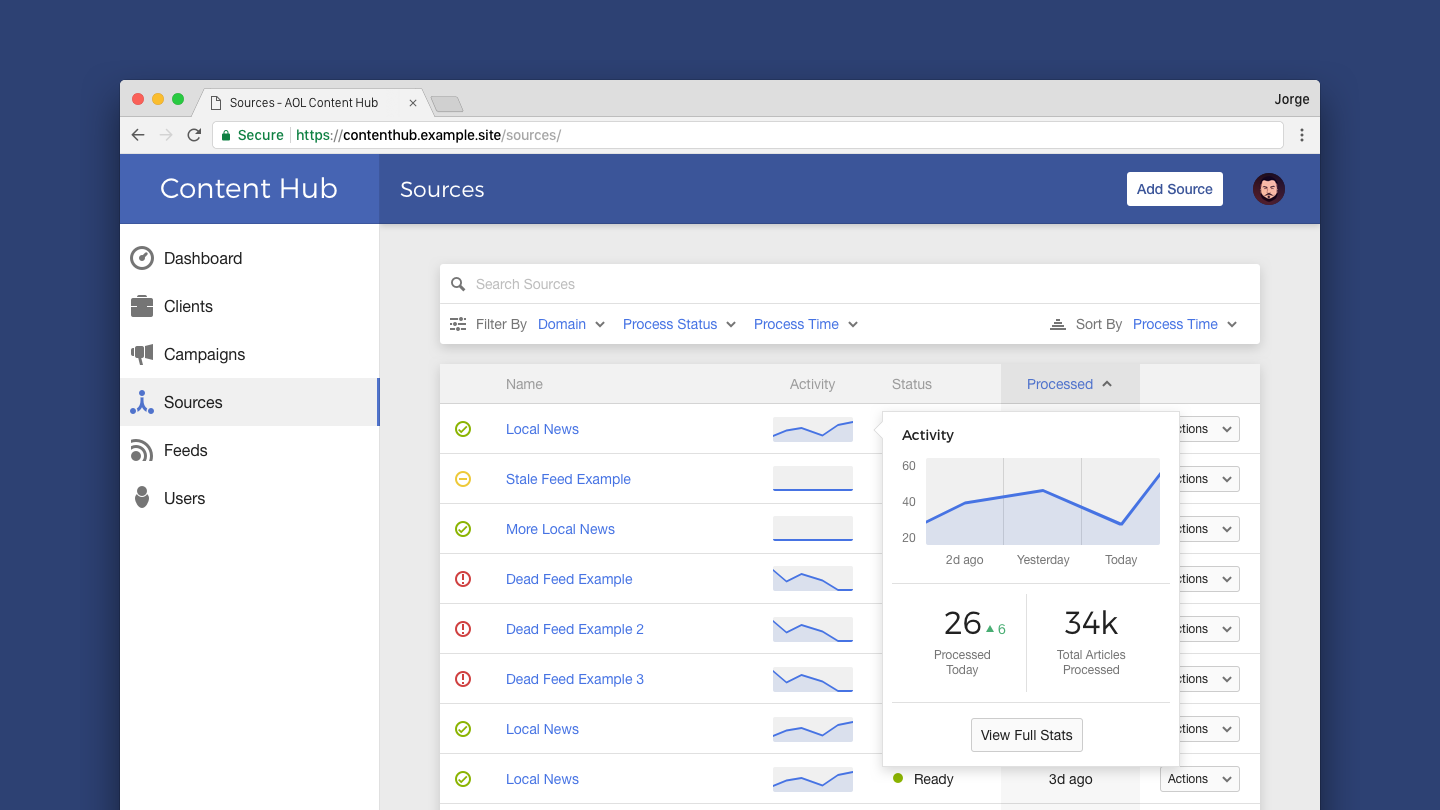 Sources - AOL Content Hub
Jorge
Secure https://contenthub.example.site/sources/
Content Hub
Sources
Add Source
Dashboard
Clients
Campaigns
Sources
Feeds
Users
Search Sources
Filter By Domain Process Status Process Time
Sort By Process Time
Name Activity Status Processed
Local News
Stale Feed Example
More Local News
Dead Feed Example
Dead Feed Example 2
Dead Feed Example 3
Local News
Local News
Ready 3d ago Actions
Activity
60
40
20
2d ago Yesterday Today
26 6
Processed
Today
34k
Total Articles
Processed
View Full Stats
ctions
ctions
ctions
ctions
ctions
ctions
ctions